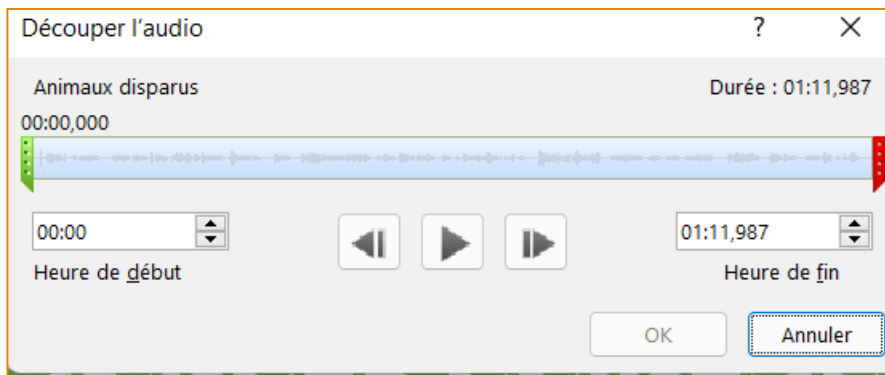 Découper l'audio ?
Animaux disparus Durée : 01:11,987
00:00,000
00:00 01:11,987
Heure de début Heure de fin
OK Annuler